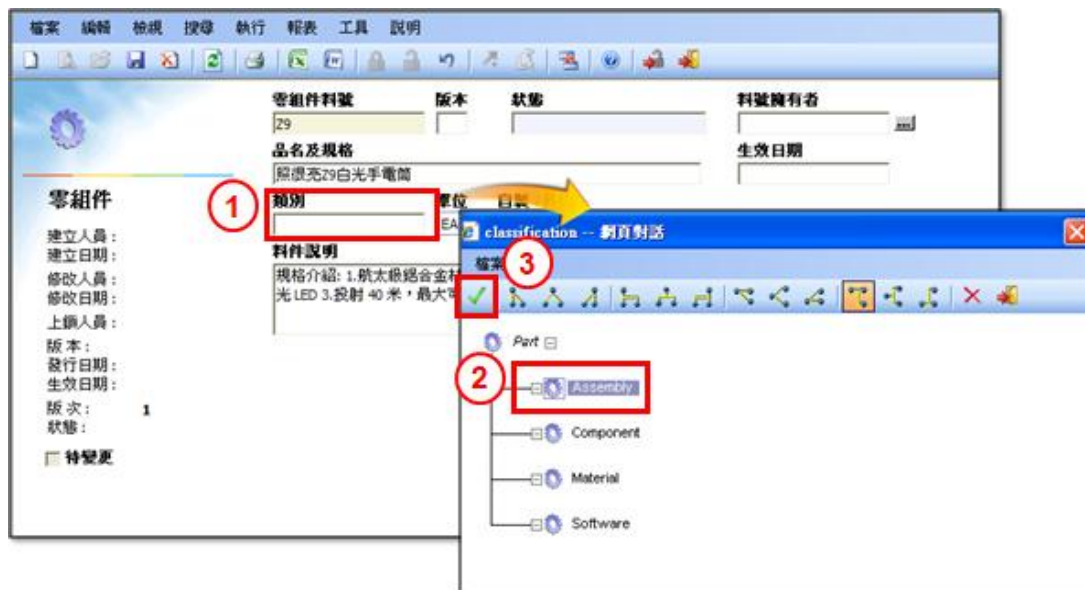 檔案 編輯 檢視 搜尋 執行 報表 工具 說明
零組件料號 版本 狀態 料號擁有者
Z9
品名及規格 生效日期
照很亮Z9白光手電筒
零組件
1
類別 單位 自製
EA
建立人員:
建立日期:
修改人員:
修改日期:
上鎖人員:
版本:
發行日期:
生效日期:
版次: 1
狀態:
待變更
料件說明
規格介紹: 1.航太級鋁合金材
光 LED 3.投射 40 米,最大可
classification -- 網頁對話
檔案
3
Part
2
Assembly
Component
Material
Software